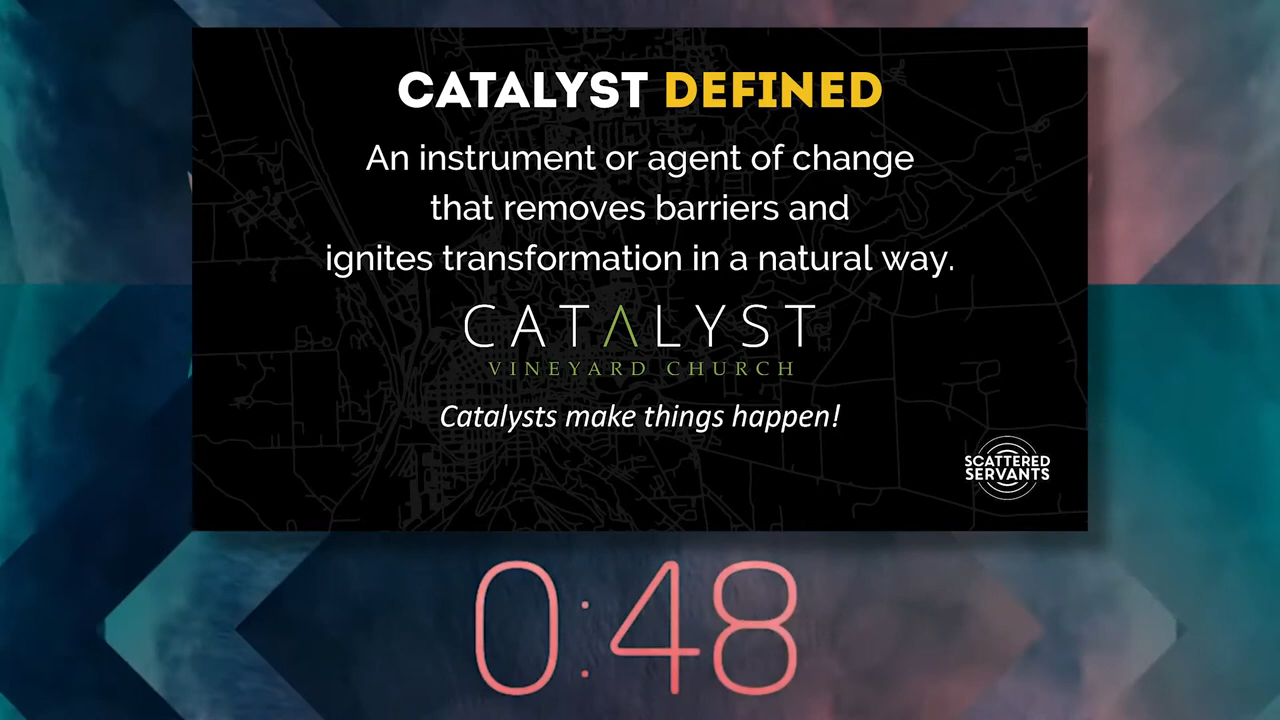 CATALYST DEFINED
An instrument or agent of change
that removes barriers and
ignites transformation in a natural way.
CATΛLYST
VINEYARD CHURCH
Catalysts make things happen!
SCATTERED
SERVANTS
0:48